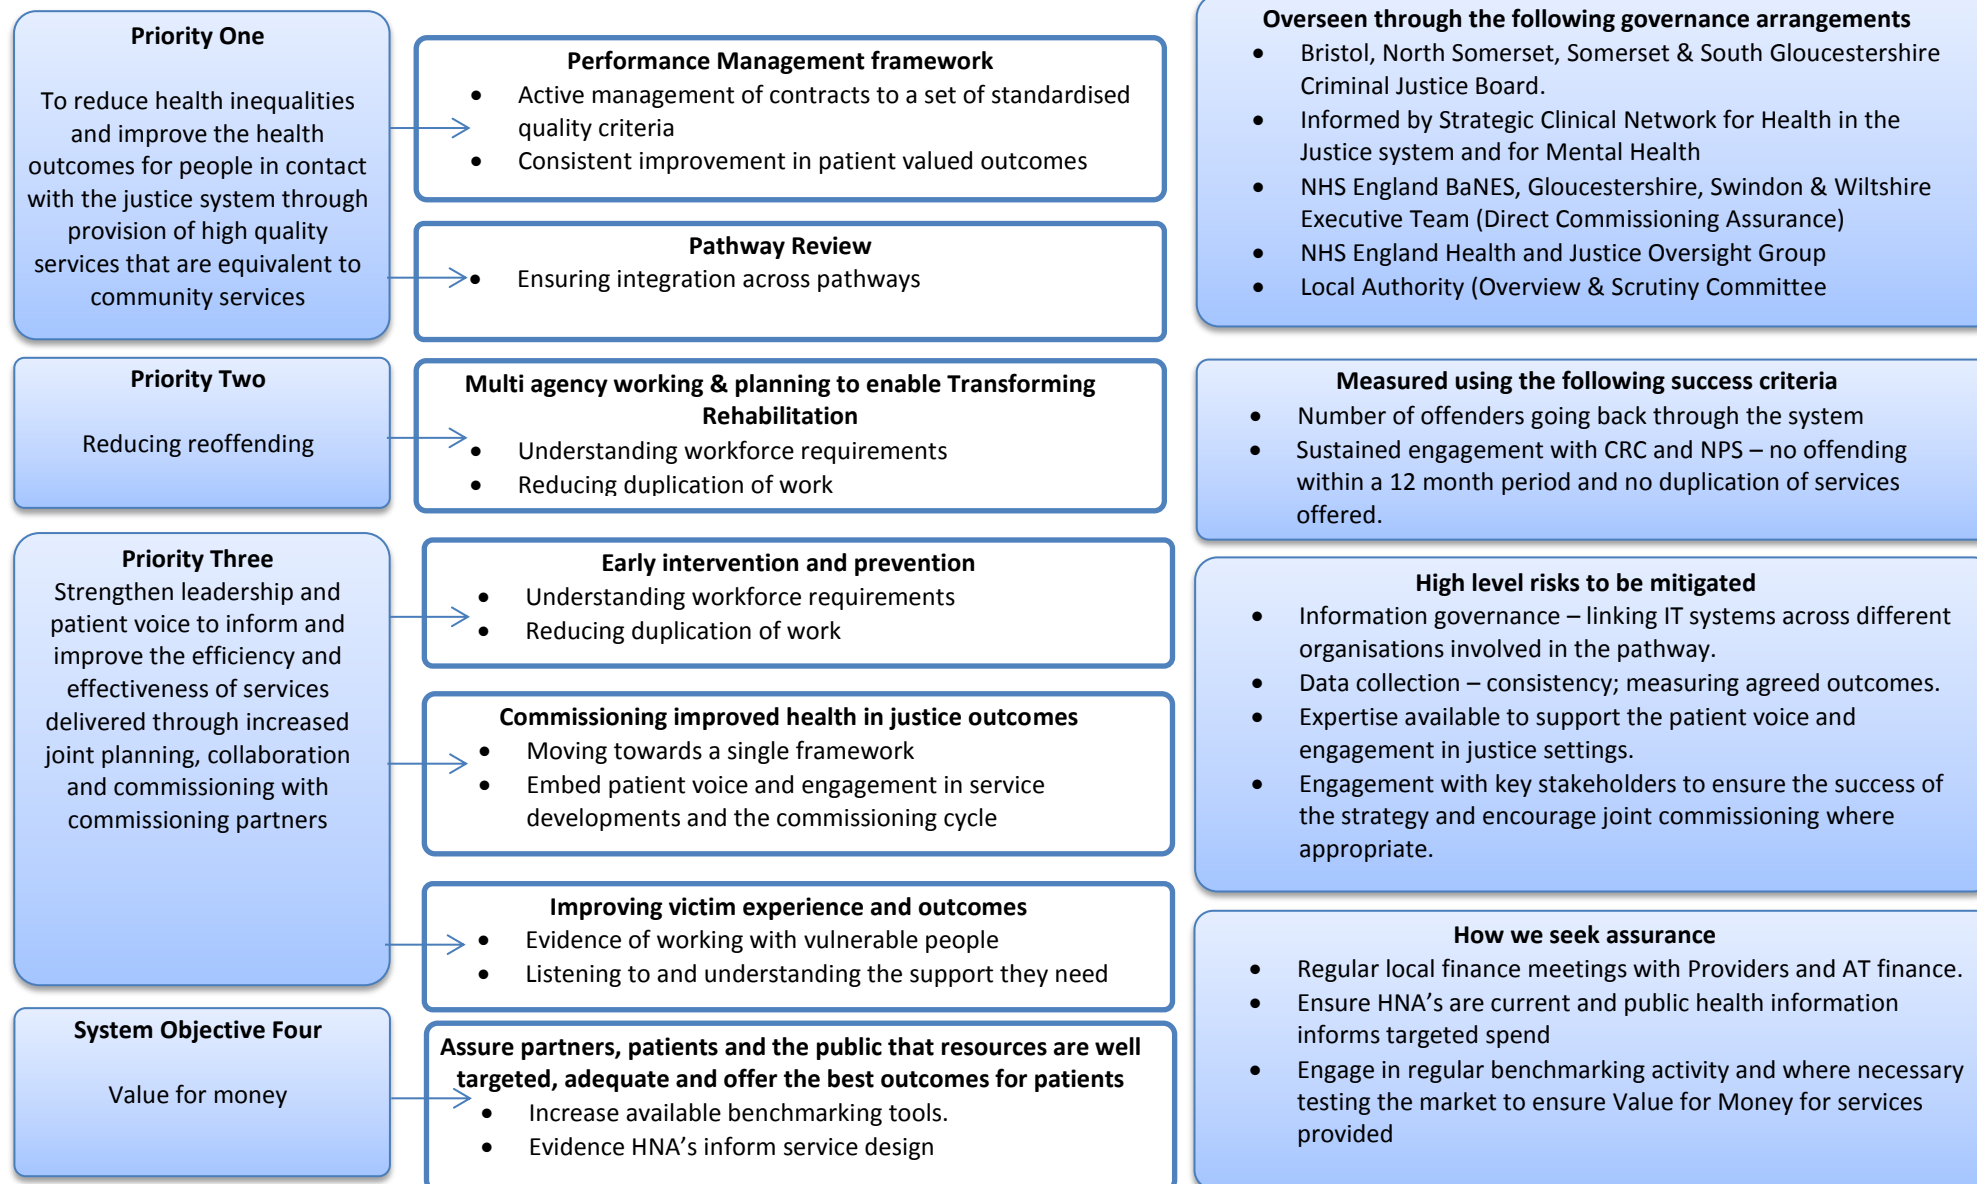 Priority One
To reduce health inequalities
and improve the health
outcomes for people in contact
with the justice system through
provision of high quality
services that are equivalent to
community services
Performance Management framework
• Active management of contracts to a set of standardised
quality criteria
• Consistent improvement in patient valued outcomes
Pathway Review
• Ensuring integration across pathways
Priority Two
Reducing reoffending
Multi agency working & planning to enable Transforming
Rehabilitation
• Understanding workforce requirements
• Reducing duplication of work
Priority Three
Strengthen leadership and
patient voice to inform and
improve the efficiency and
effectiveness of services
delivered through increased
joint planning, collaboration
and commissioning with
commissioning partners
Early intervention and prevention
• Understanding workforce requirements
• Reducing duplication of work
Commissioning improved health in justice outcomes
• Moving towards a single framework
• Embed patient voice and engagement in service
developments and the commissioning cycle
Improving victim experience and outcomes
• Evidence of working with vulnerable people
• Listening to and understanding the support they need
System Objective Four
Value for money
Assure partners, patients and the public that resources are well
targeted, adequate and offer the best outcomes for patients
• Increase available benchmarking tools.
• Evidence HNA’s inform service design
Overseen through the following governance arrangements
• Bristol, North Somerset, Somerset & South Gloucestershire
Criminal Justice Board.
• Informed by Strategic Clinical Network for Health in the
Justice system and for Mental Health
• NHS England BaNES, Gloucestershire, Swindon & Wiltshire
Executive Team (Direct Commissioning Assurance)
• NHS England Health and Justice Oversight Group
• Local Authority (Overview & Scrutiny Committee
Measured using the following success criteria
• Number of offenders going back through the system
• Sustained engagement with CRC and NPS – no offending
within a 12 month period and no duplication of services
offered.
High level risks to be mitigated
• Information governance – linking IT systems across different
organisations involved in the pathway.
• Data collection – consistency; measuring agreed outcomes.
• Expertise available to support the patient voice and
engagement in justice settings.
• Engagement with key stakeholders to ensure the success of
the strategy and encourage joint commissioning where
appropriate.
How we seek assurance
• Regular local finance meetings with Providers and AT finance.
• Ensure HNA’s are current and public health information
informs targeted spend
• Engage in regular benchmarking activity and where necessary
testing the market to ensure Value for Money for services
provided